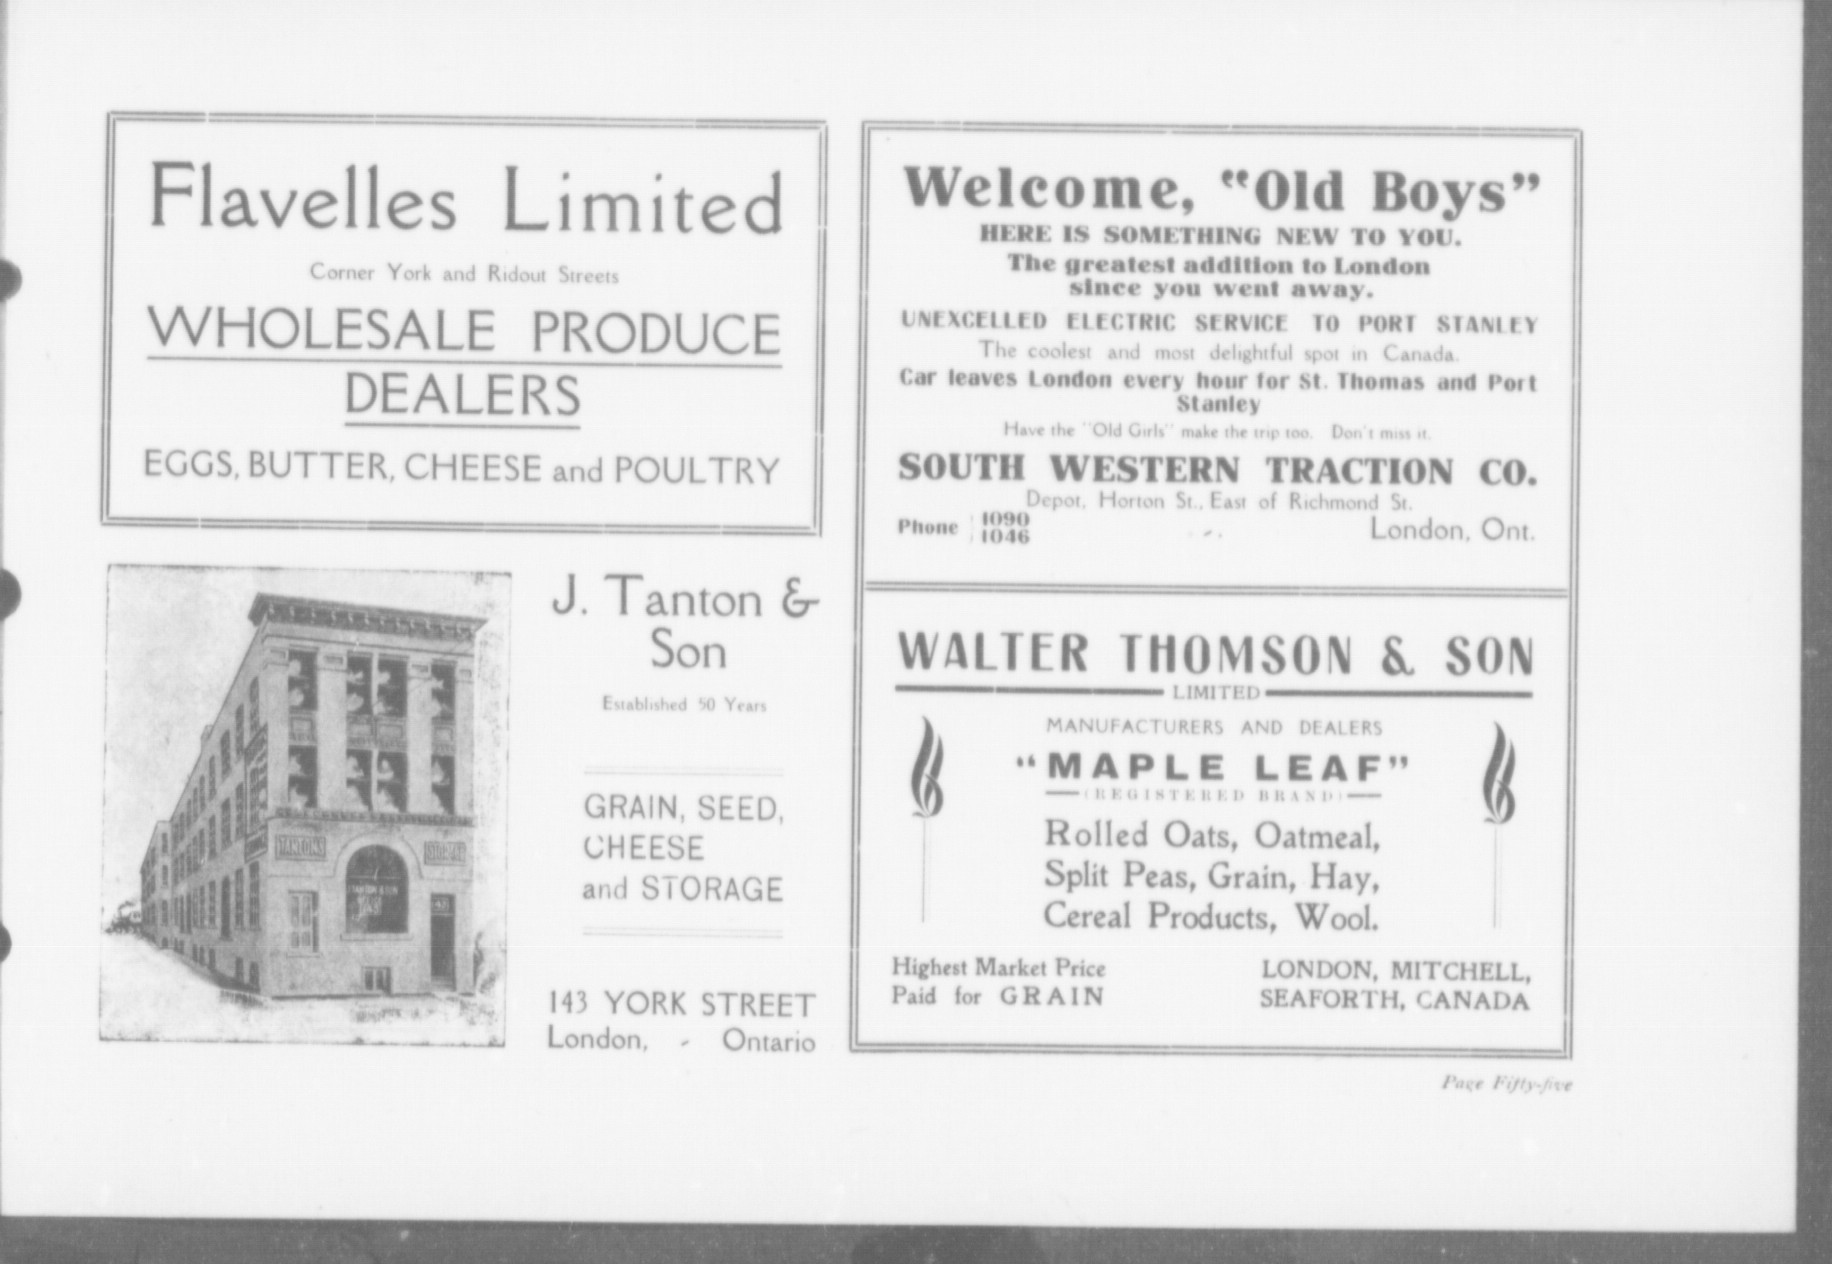 Flavelles Limited
Corner York and Ridout Streets
WHOLESALE PRODUCE
DEALERS
EGGS, BUTTER, CHEESE and POULTRY
TANTONS
STORAGE
TANTON & SON
J. Tanton &
Son
Established 50 Years
GRAIN, SEED,
CHEESE
and STORAGE
143 YORK STREET
London, - Ontario
Welcome, "Old Boys"
HERE IS SOMETHING NEW TO YOU.
The greatest addition to London
since you went away.
UNEXCELLED ELECTRIC SERVICE TO PORT STANLEY
The coolest and most delightful spot in Canada.
Car leaves London every hour for St. Thomas and Port
Stanley
Have the "Old Girls" make the trip too. Don't miss it.
SOUTH WESTERN TRACTION CO.
Depot, Horton St., East of Richmond St.
Phone { 1090
1046
London, Ont.
WALTER THOMSON & SON
LIMITED
MANUFACTURERS AND DEALERS
"MAPLE LEAF"
(REGISTERED BRAND)
Rolled Oats, Oatmeal,
Split Peas, Grain, Hay,
Cereal Products, Wool.
Highest Market Price
Paid for GRAIN
LONDON, MITCHELL,
SEAFORTH, CANADA
Page Fifty-five